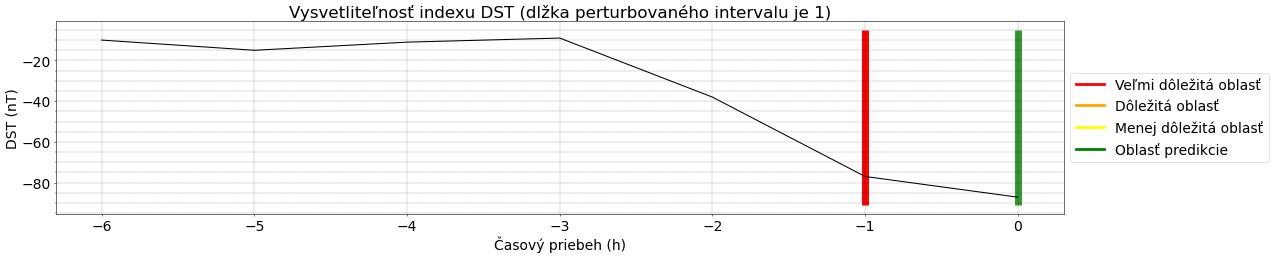 Vysvetliteľnosť indexu DST (dĺžka perturbovaného intervalu je 1)
DST (nT)
−20
−40
−60
−80
−6
−5
−4
−3
−2
−1
0
Časový priebeh (h)
Veľmi dôležitá oblasť
Dôležitá oblasť
Menej dôležitá oblasť
Oblasť predikcie